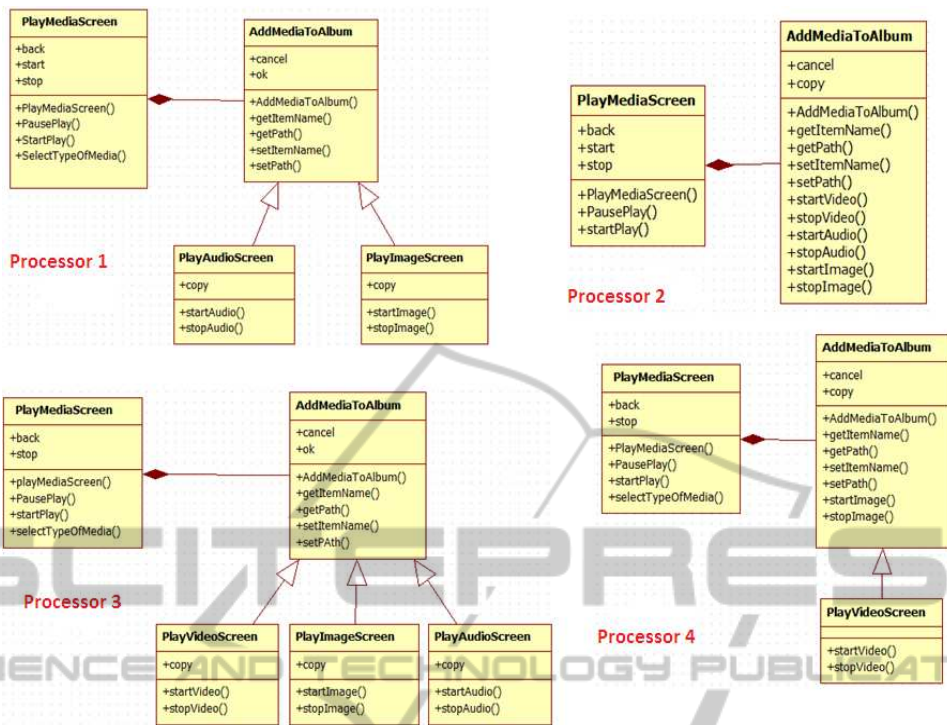 PlayMediaScreen
+back
+start
+stop
+PlayMediaScreen()
+PausePlay()
+StartPlay()
+SelectTypeOfMedia()
AddMediaToAlbum
+cancel
+ok
+AddMediaToAlbum()
+getItemName()
+getPath()
+setItemName()
+setPath()
PlayAudioScreen
+copy
+startAudio()
+stopAudio()
PlayImageScreen
+copy
+startImage()
+stopImage()
Processor 1
PlayMediaScreen
+back
+start
+stop
+PlayMediaScreen()
+PausePlay()
+startPlay()
AddMediaToAlbum
+cancel
+copy
+AddMediaToAlbum()
+getItemName()
+getPath()
+setItemName()
+setPath()
+startVideo()
+stopVideo()
+startAudio()
+stopAudio()
+startImage()
+stopImage()
Processor 2
PlayMediaScreen
+back
+stop
+playMediaScreen()
+PausePlay()
+startPlay()
+selectTypeOfMedia()
AddMediaToAlbum
+cancel
+ok
+AddMediaToAlbum()
+getItemName()
+getPath()
+setItemName()
+setPAth()
Processor 3
PlayVideoScreen
+copy
+startVideo()
+stopVideo()
PlayImageScreen
+copy
+startImage()
+stopImage()
PlayAudioScreen
+copy
+startAudio()
+stopAudio()
PlayMediaScreen
+back
+stop
+PlayMediaScreen()
+PausePlay()
+startPlay()
+selectTypeOfMedia()
AddMediaToAlbum
+cancel
+copy
+AddMediaToAlbum()
+getItemName()
+getPath()
+setItemName()
+setPath()
+startImage()
+stopImage()
Processor 4
PlayVideoScreen
+startVideo()
+stopVideo()
SCITEPRES
IENCE AND TECHNOLOGY PUBLICAT